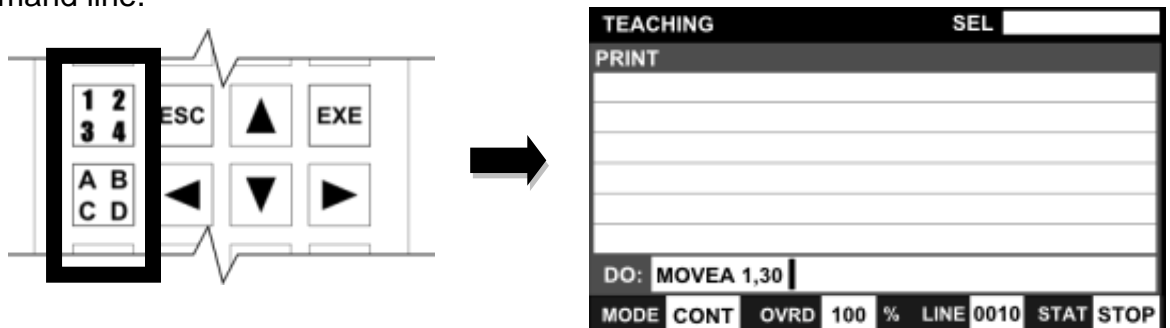 mand line.
1 2
3 4
ESC
EXE
A B
C D
TEACHING SEL
PRINT
DO: MOVEA 1,30
MODE CONT OVRD 100 % LINE 0010 STAT STOP